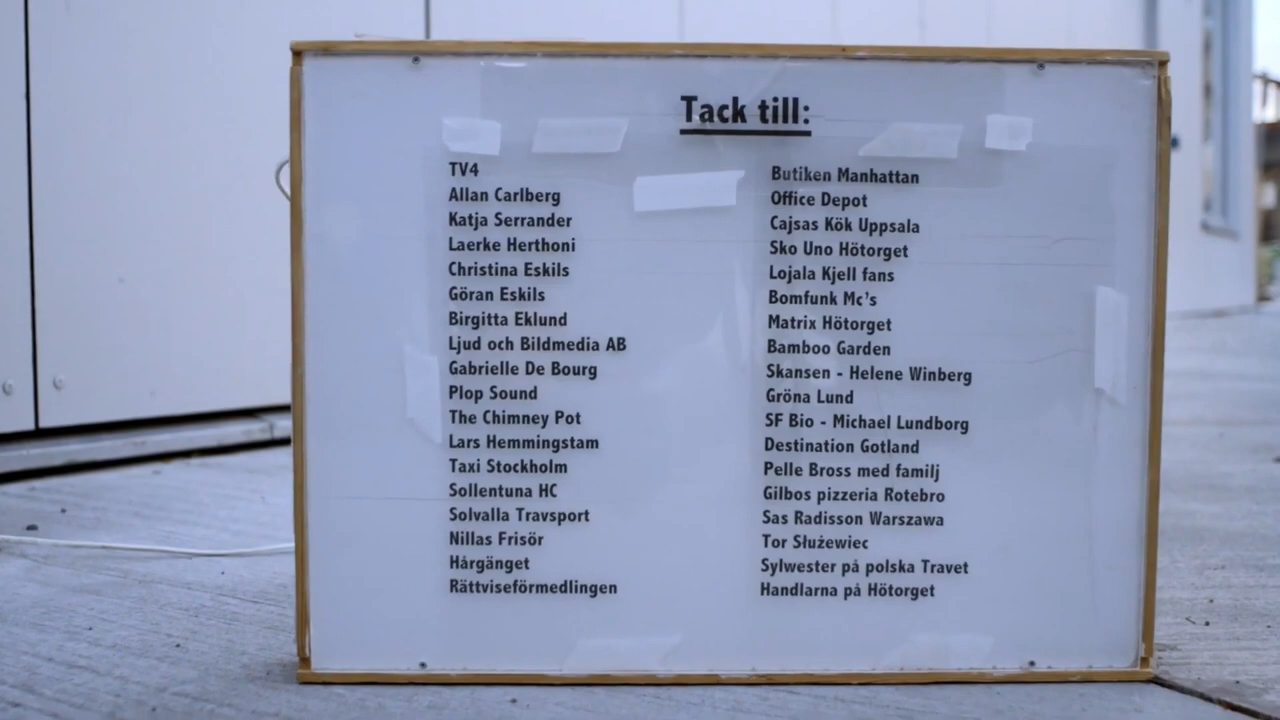 Tack till:
TV4
Allan Carlberg
Katja Serrander
Laerke Herthoni
Christina Eskils
Göran Eskils
Birgitta Eklund
Ljud och Bildmedia AB
Gabrielle De Bourg
Plop Sound
The Chimney Pot
Lars Hemmingstam
Taxi Stockholm
Sollentuna HC
Solvalla Travsport
Nillas Frisör
Hårgänget
Rättviseförmedlingen
Butiken Manhattan
Office Depot
Cajsas Kök Uppsala
Sko Uno Hötorget
Lojala Kjell fans
Bomfunk Mc's
Matrix Hötorget
Bamboo Garden
Skansen - Helene Winberg
Gröna Lund
SF Bio - Michael Lundborg
Destination Gotland
Pelle Bross med familj
Gilbos pizzeria Rotebro
Sas Radisson Warszawa
Tor Służewiec
Sylwester på polska Travet
Handlarna på Hötorget